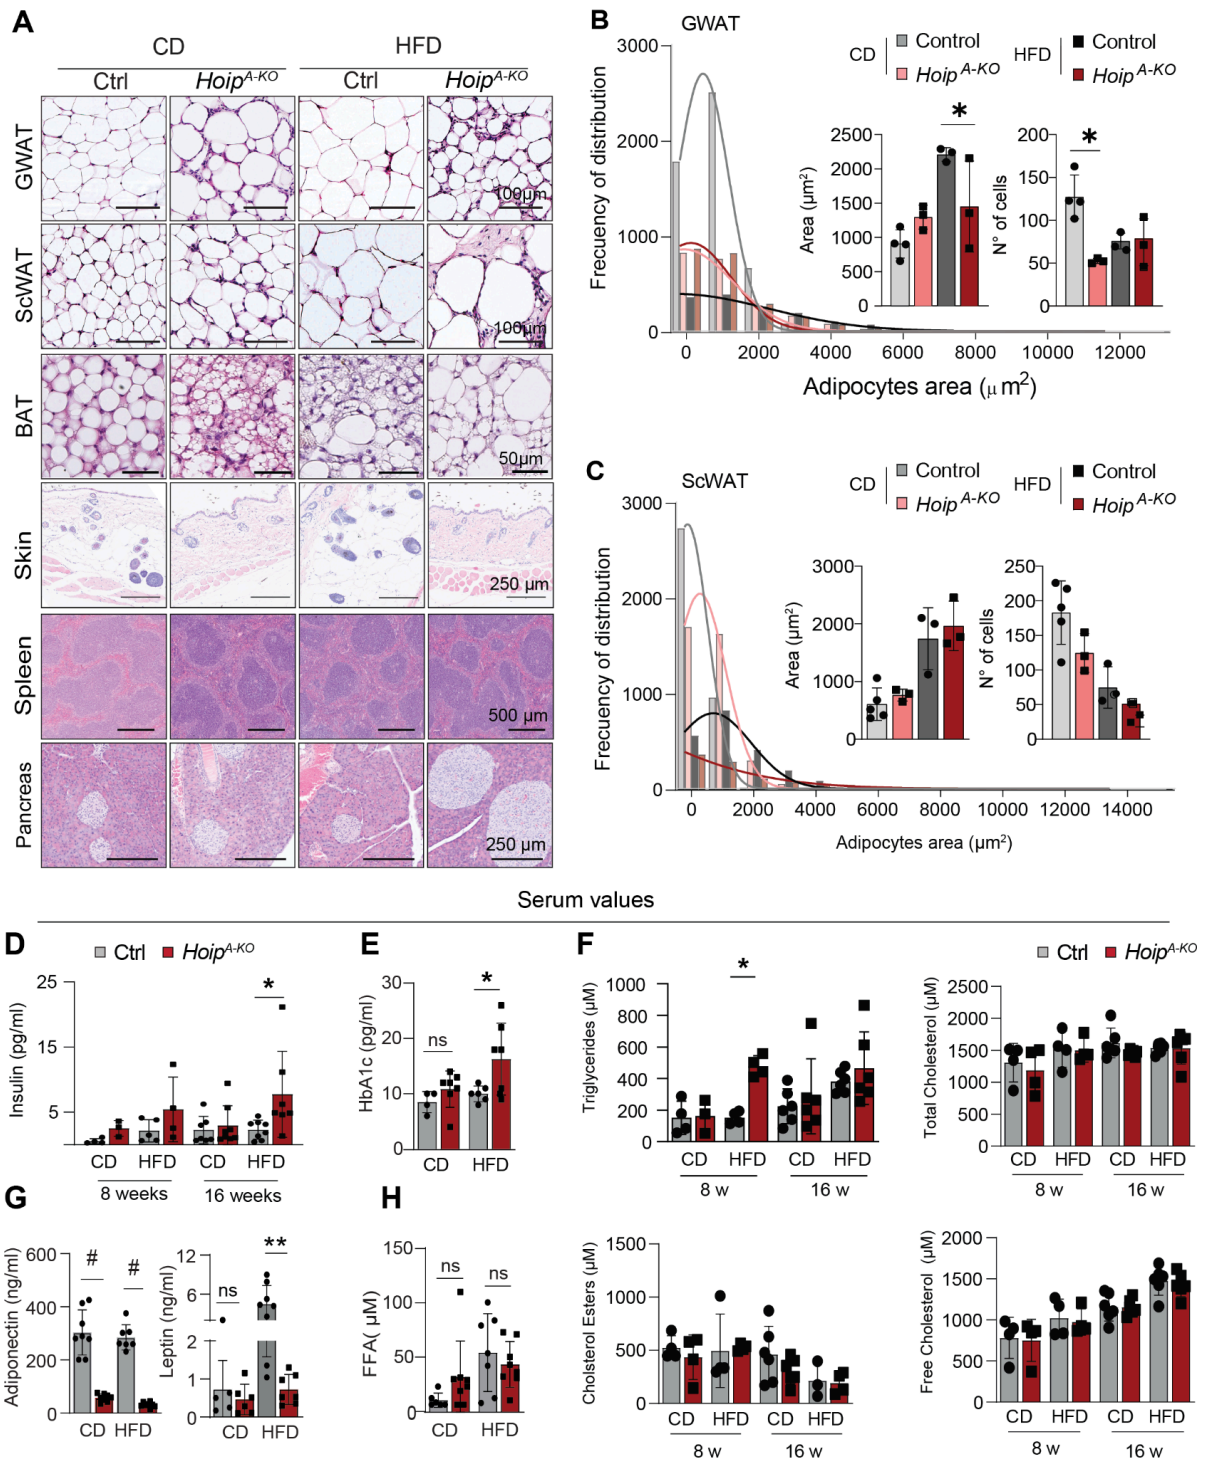 A
CD
HFD
Ctrl
Hoip^A-KO
Ctrl
Hoip^A-KO
GWAT
100µm
ScWAT
100µm
BAT
50µm
Skin
250 µm
Spleen
500 µm
Pancreas
250 µm
B
GWAT
CD
Control
Hoip^A-KO
HFD
Control
Hoip^A-KO
Frecuency of distribution
3000
2000
1000
0
0 2000 4000 6000 8000 10000 12000
Adipocytes area (µ m²)
Area (µm²)
2500
2000
1500
1000
500
0
*
N° of cells
200
150
100
50
0
*
C
ScWAT
CD
Control
Hoip^A-KO
HFD
Control
Hoip^A-KO
Frecuency of distribution
3000
2000
1000
0
0 2000 4000 6000 8000 10000 12000 14000
Adipocytes area (µm²)
Area (µm²)
3000
2000
1000
0
N° of cells
250
200
150
100
50
0
Serum values
D
Ctrl Hoip^A-KO
Insulin (pg/ml)
25
15
5
*
CD HFD CD HFD
8 weeks 16 weeks
E
HbA1c (pg/ml)
30
20
10
0
ns *
CD HFD
F
Ctrl Hoip^A-KO
Triglycerides (µM)
1000
800
600
400
200
0
*
CD HFD CD HFD
8 w 16 w
Total Cholesterol (µM)
2500
2000
1500
1000
500
0
CD HFD CD HFD
8 w 16 w
G
Adiponectin (ng/ml)
600
400
200
0
# #
CD HFD
Leptin (ng/ml)
12
6
2
1
0
ns **
CD HFD
H
FFA( µM)
150
100
50
0
ns ns
CD HFD
Cholsterol Esters (µM)
1500
1000
500
0
CD HFD CD HFD
8 w 16 w
Free Cholesterol (µM)
2000
1500
1000
500
0
CD HFD CD HFD
8 w 16 w